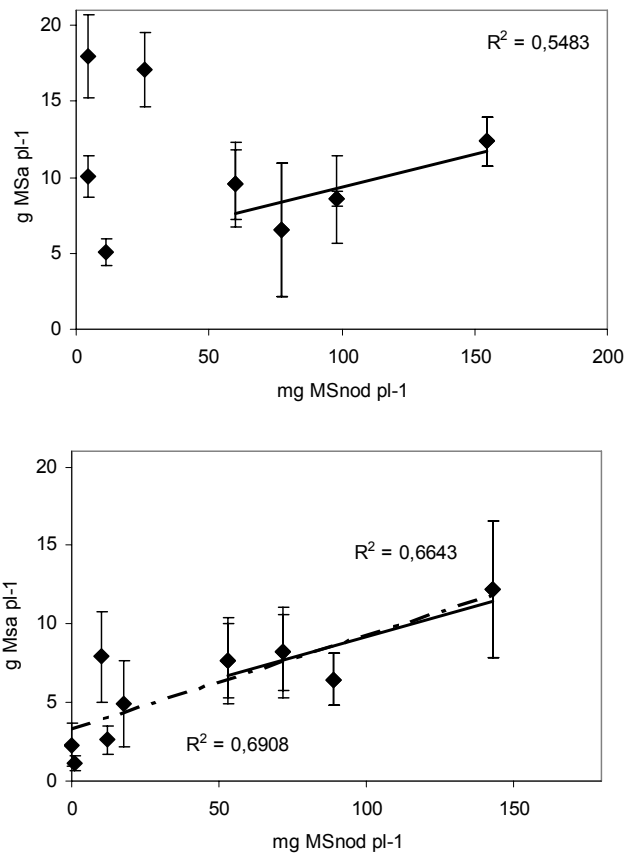 20
15
10
5
0
g MSa pl-1
R² = 0,5483
0 50 100 150 200
mg MSnod pl-1
20
15
10
5
0
g Msa pl-1
R² = 0,6643
R² = 0,6908
0 50 100 150
mg MSnod pl-1